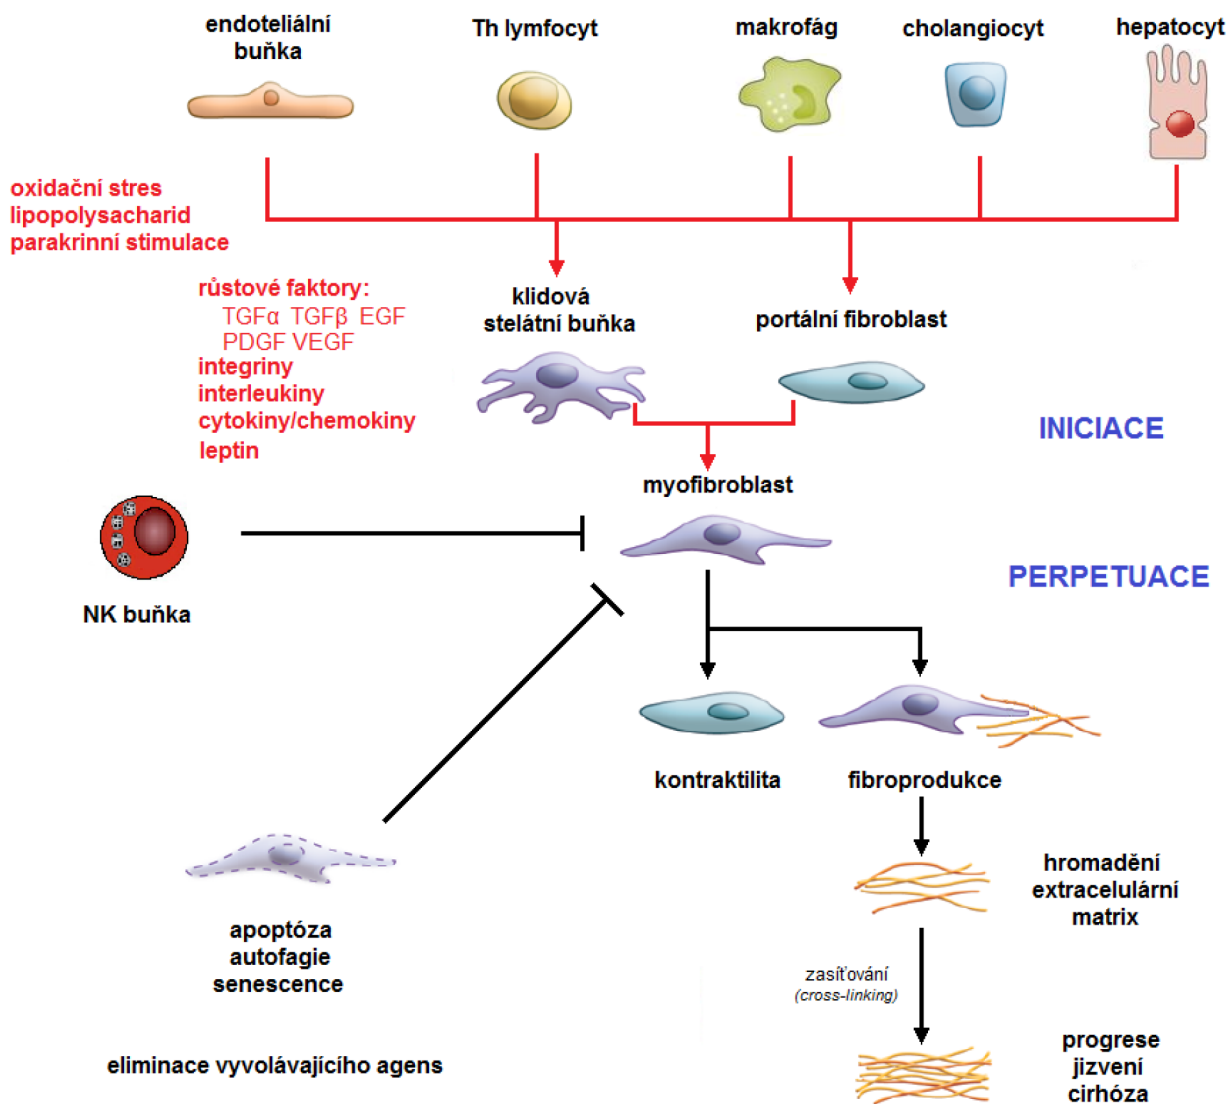 endoteliální
buňka
Th lymfocyt
makrofág
cholangiocyt
hepatocyt
oxidační stres
lipopolysacharid
parakrinní stimulace
růstové faktory:
TGFα TGFβ EGF
PDGF VEGF
integriny
interleukiny
cytokiny/chemokiny
leptin
klidová
stelátní buňka
portální fibroblast
INICIACE
myofibroblast
NK buňka
PERPETUACE
kontraktilita
fibroprodukce
apoptóza
autofagie
senescence
hromadění
extracelulární
matrix
zasíťování
(cross-linking)
eliminace vyvolávajícího agens
progrese
jizvení
cirhóza